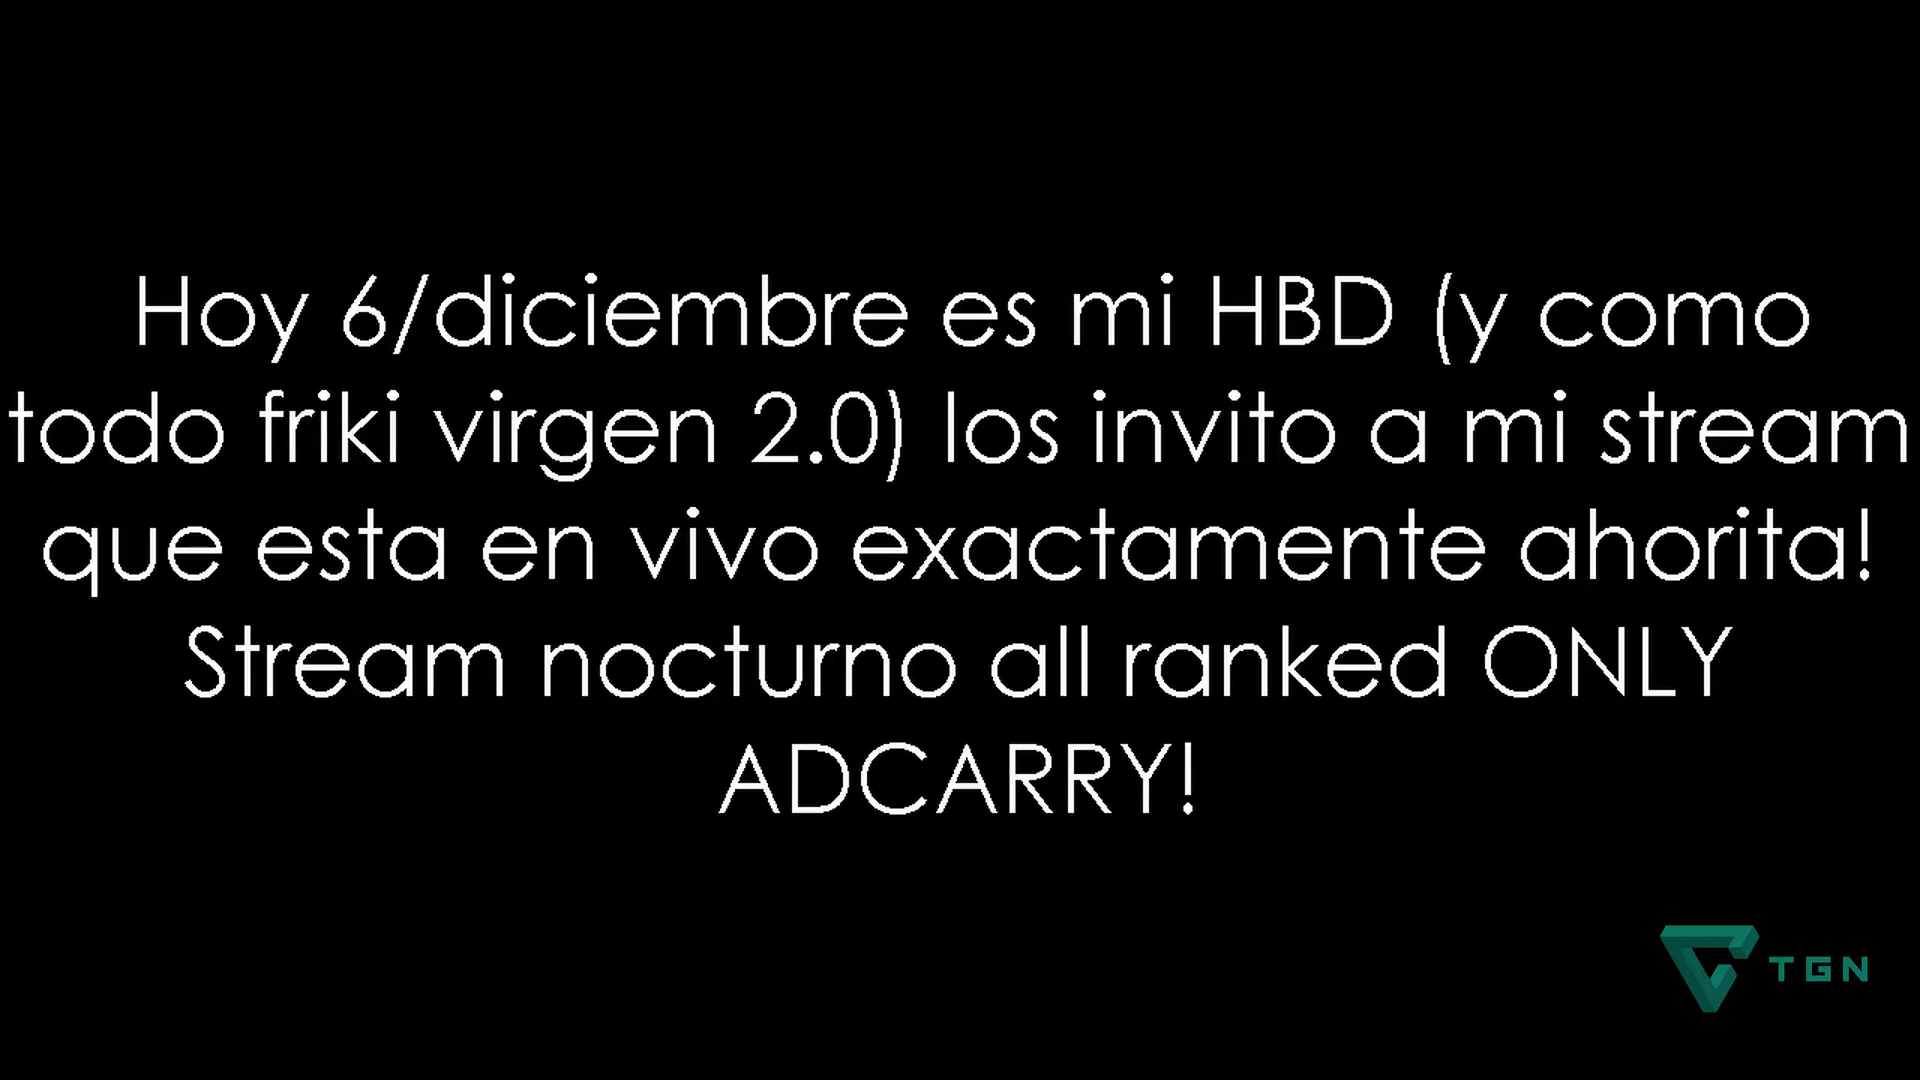 Hoy 6/diciembre es mi HBD (y como
todo friki virgen 2.0) los invito a mi stream
que esta en vivo exactamente ahorita!
Stream nocturno all ranked ONLY
ADCARRY!
TGN